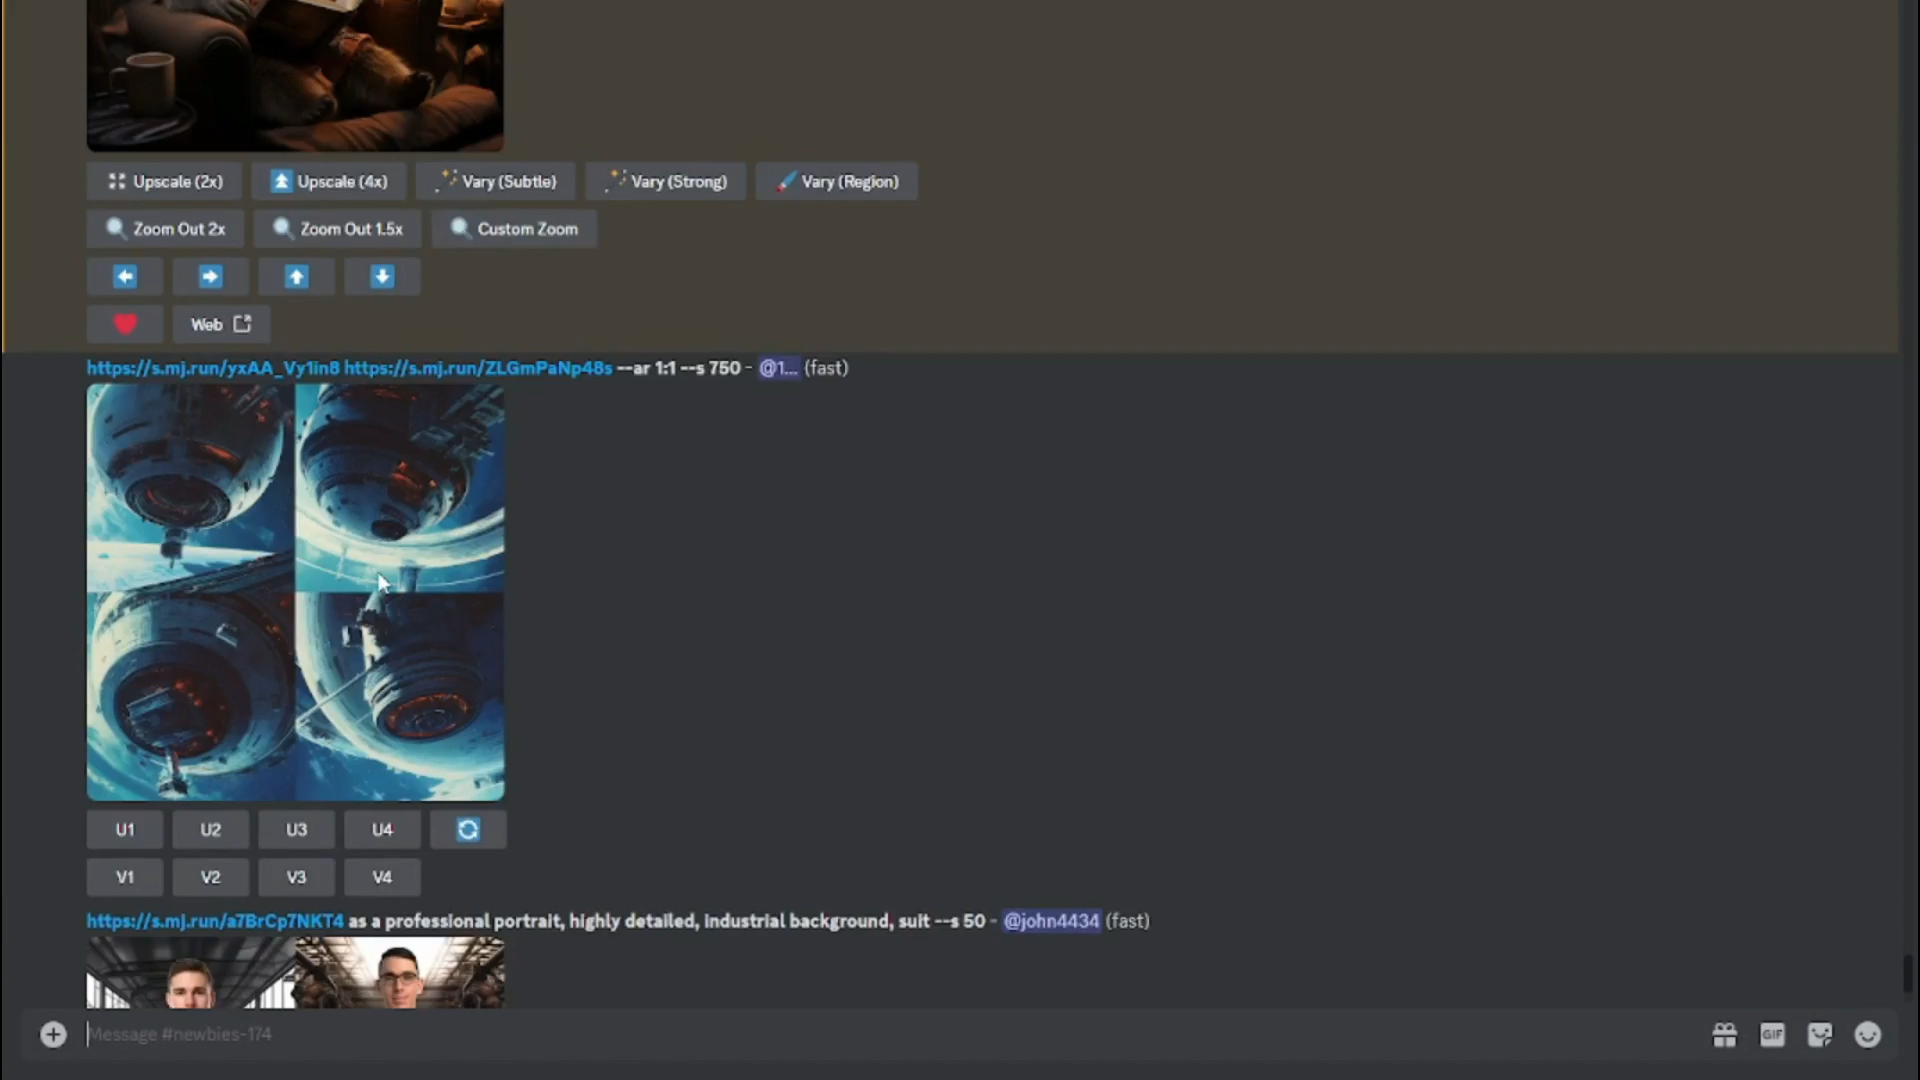 Upscale (2x) Upscale (4x) Vary (Subtle) Vary (Strong) Vary (Region)
Zoom Out 2x Zoom Out 1.5x Custom Zoom
Web
https://s.mj.run/yxAA_Vy1in8 https://s.mj.run/ZLGmPaNp48s --ar 1:1 --s 750 - @1... (fast)
U1 U2 U3 U4
V1 V2 V3 V4
https://s.mj.run/a7BrCp7NKT4 as a professional portrait, highly detailed, industrial background, suit --s 50 - @john4434 (fast)
Message #newbies-174
GIF